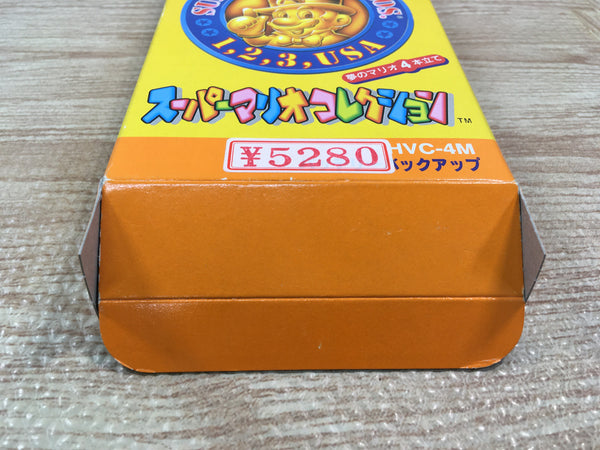 1,2,3,USA
夢のマリオ4本立て
スーパーマリオコレクション
TM
¥5280
HVC-4M
バックアップ